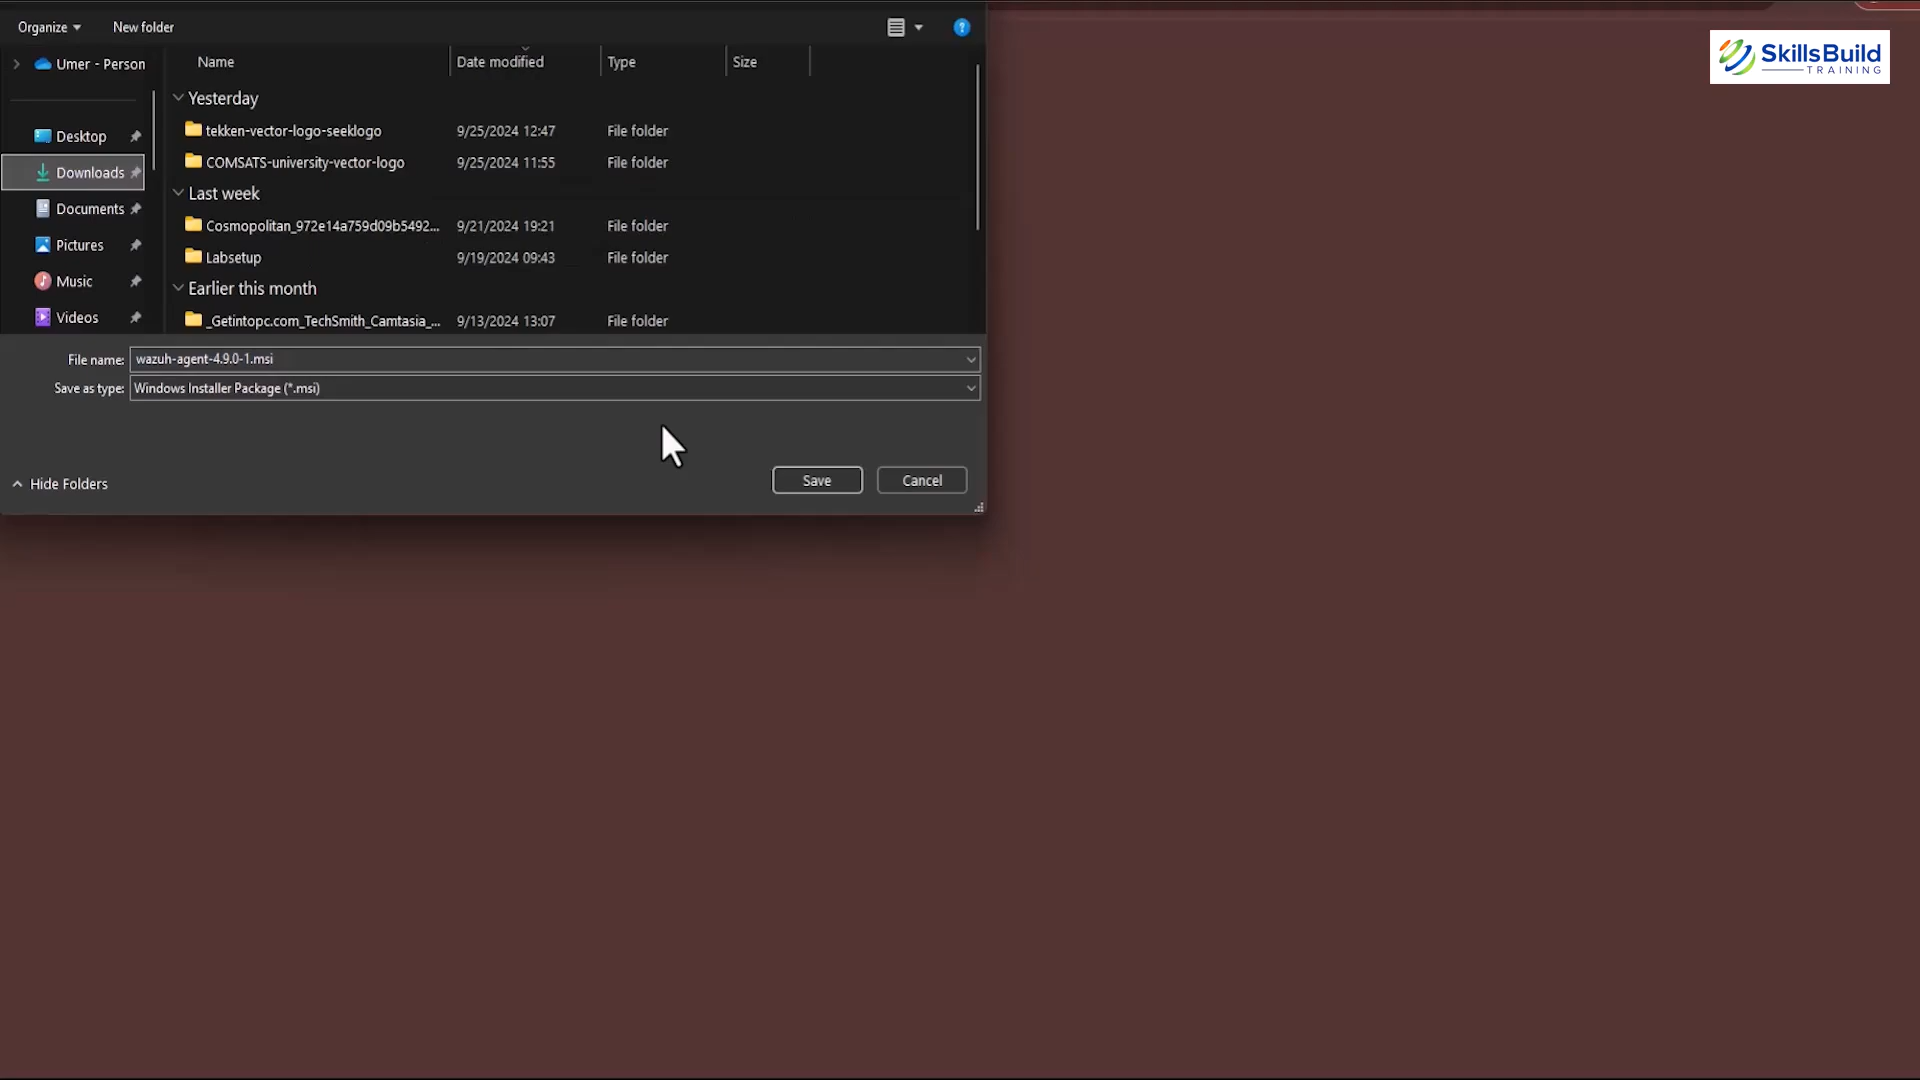 Organize New folder
SkillsBuild
TRAINING
Umer - Person
Name Date modified Type Size
Yesterday
tekken-vector-logo-seeklogo 9/25/2024 12:47 File folder
Desktop
COMSATS-university-vector-logo 9/25/2024 11:55 File folder
Downloads
Last week
Documents
Cosmopolitan_972e14a759d09b5492... 9/21/2024 19:21 File folder
Pictures
Labsetup 9/19/2024 09:43 File folder
Music
Earlier this month
Videos
_Getintopc.com_TechSmith_Camtasia_... 9/13/2024 13:07 File folder
File name: wazuh-agent-4.9.0-1.msi
Save as type: Windows Installer Package (*.msi)
Hide Folders
Save Cancel